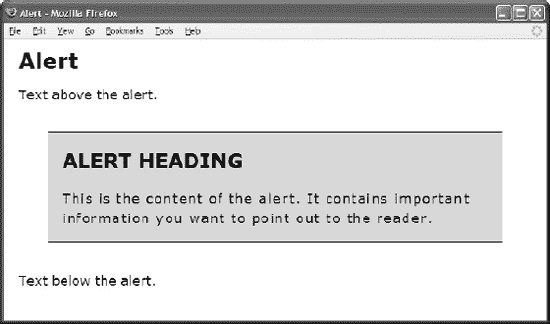 Alert - Mozilla Firefox
File Edit View Go Bookmarks Tools Help
Alert
Text above the alert.
ALERT HEADING
This is the content of the alert. It contains important
information you want to point out to the reader.
Text below the alert.